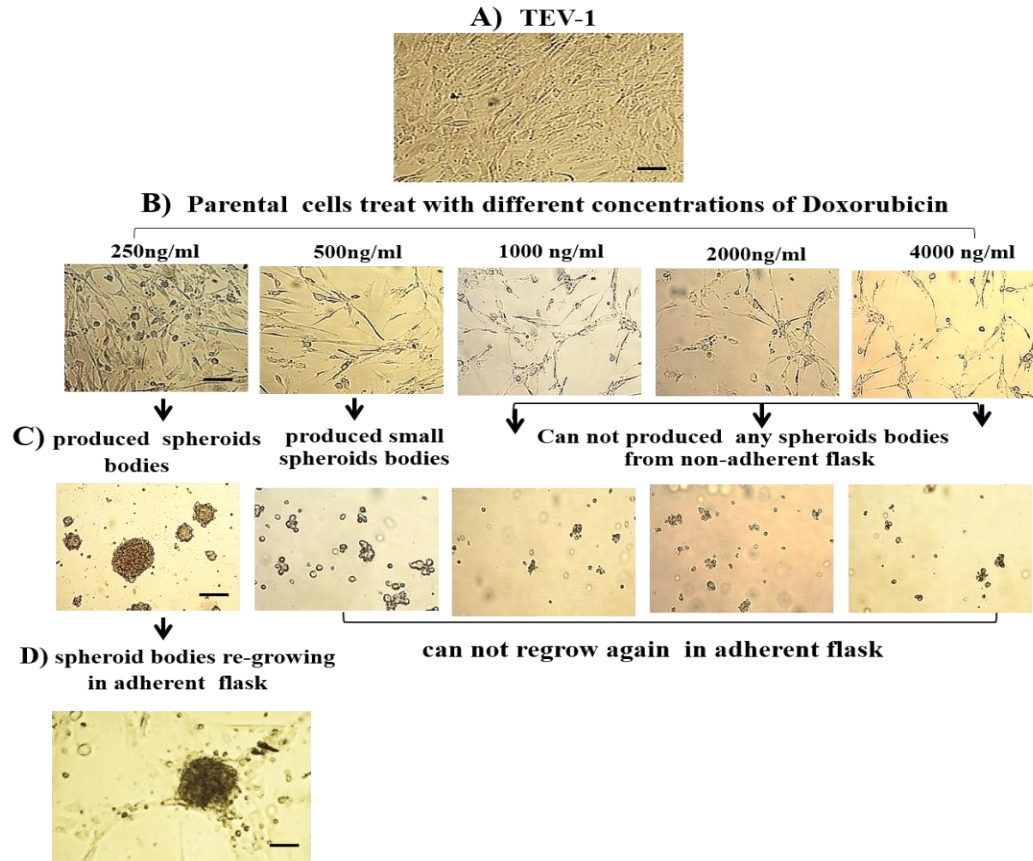 A) TEV-1
B) Parental cells treat with different concentrations of Doxorubicin
250ng/ml 500ng/ml 1000 ng/ml 2000ng/ml 4000 ng/ml
C) produced spheroids
bodies
produced small
spheroids bodies
Can not produced any spheroids bodies
from non-adherent flask
D) spheroid bodies re-growing
in adherent flask
can not regrow again in adherent flask